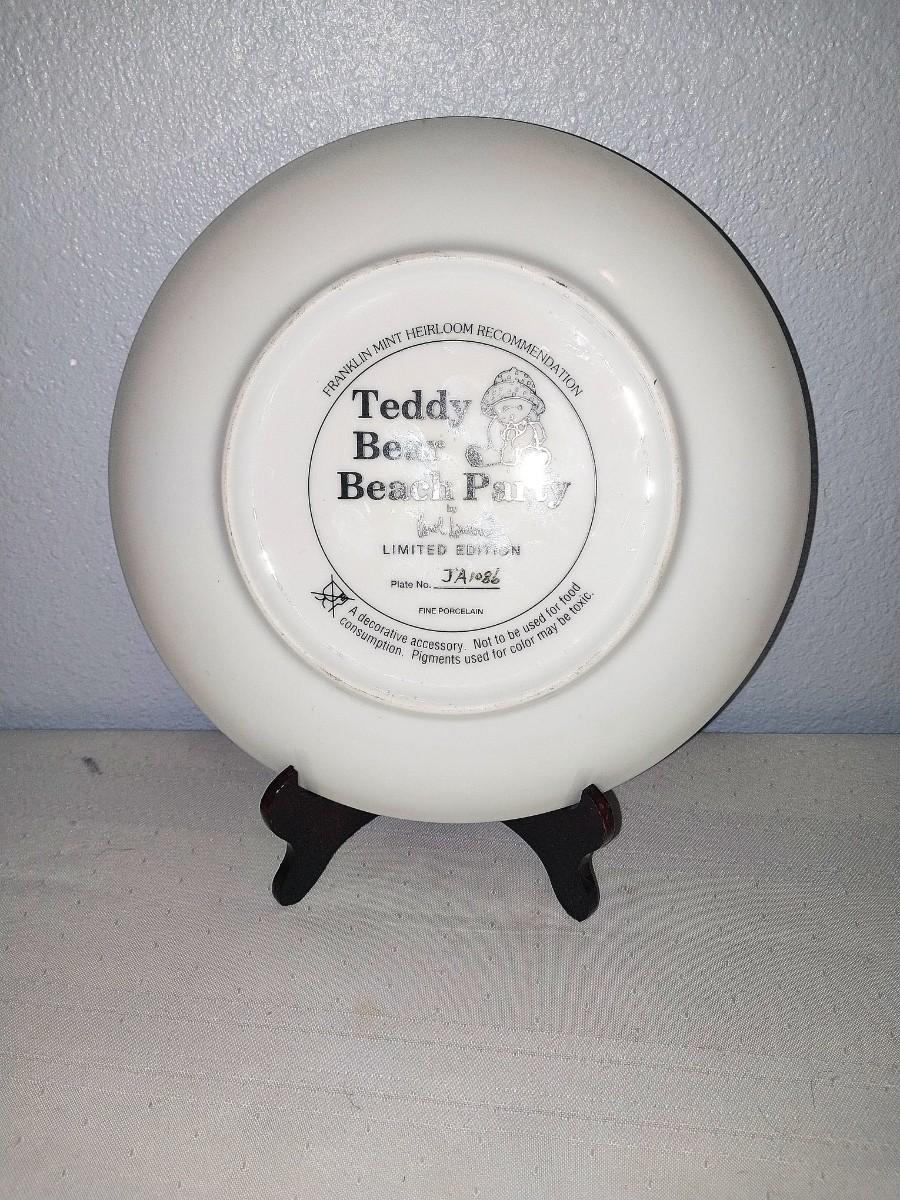 FRANKLIN MINT HEIRLOOM RECOMMENDATION
Teddy
Bear
Beach Party
by
LIMITED EDITION
Plate No. JA1086
FINE PORCELAIN
A decorative accessory. Not to be used for food
consumption. Pigments used for color may be toxic.